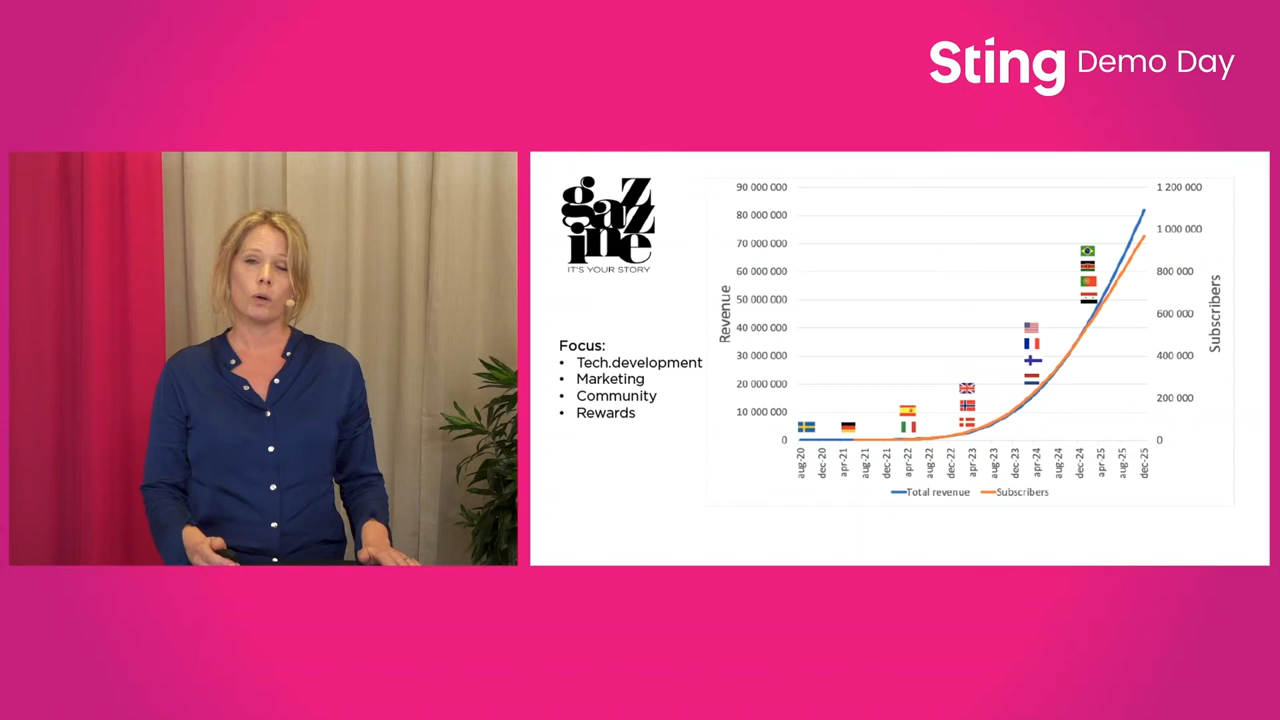 Sting Demo Day
gazzine
IT'S YOUR STORY
Focus:
• Tech.development
• Marketing
• Community
• Rewards
Revenue
90 000 000
80 000 000
70 000 000
60 000 000
50 000 000
40 000 000
30 000 000
20 000 000
10 000 000
0
1 200 000
1 000 000
800 000
600 000
400 000
200 000
0
Subscribers
aug-20 dec-20 apr-21 aug-21 dec-21 apr-22 aug-22 dec-22 apr-23 aug-23 dec-23 apr-24 aug-24 dec-24 apr-25 aug-25 dec-25
Total revenue Subscribers